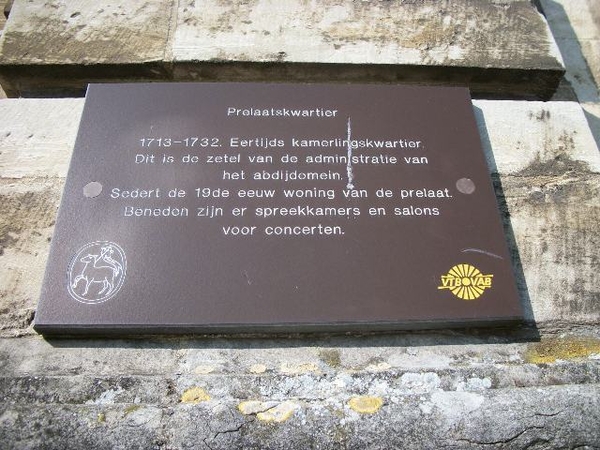 Prelaatskwartier
1713-1732. Eertijds kamerlingskwartier.
Dit is de zetel van de administratie van
het abdijdomein.
Sedert de 19de eeuw woning van de prelaat.
Beneden zijn er spreekkamers en salons
voor concerten.
VTB VAB